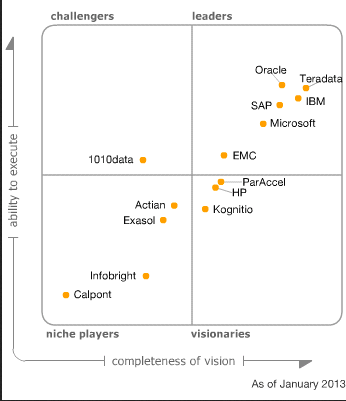 challengers
leaders
Oracle
Teradata
SAP
IBM
Microsoft
1010data
EMC
ParAccel
HP
Actian
Kognitio
Exasol
Infobright
Calpont
niche players
visionaries
ability to execute
completeness of vision
As of January 2013